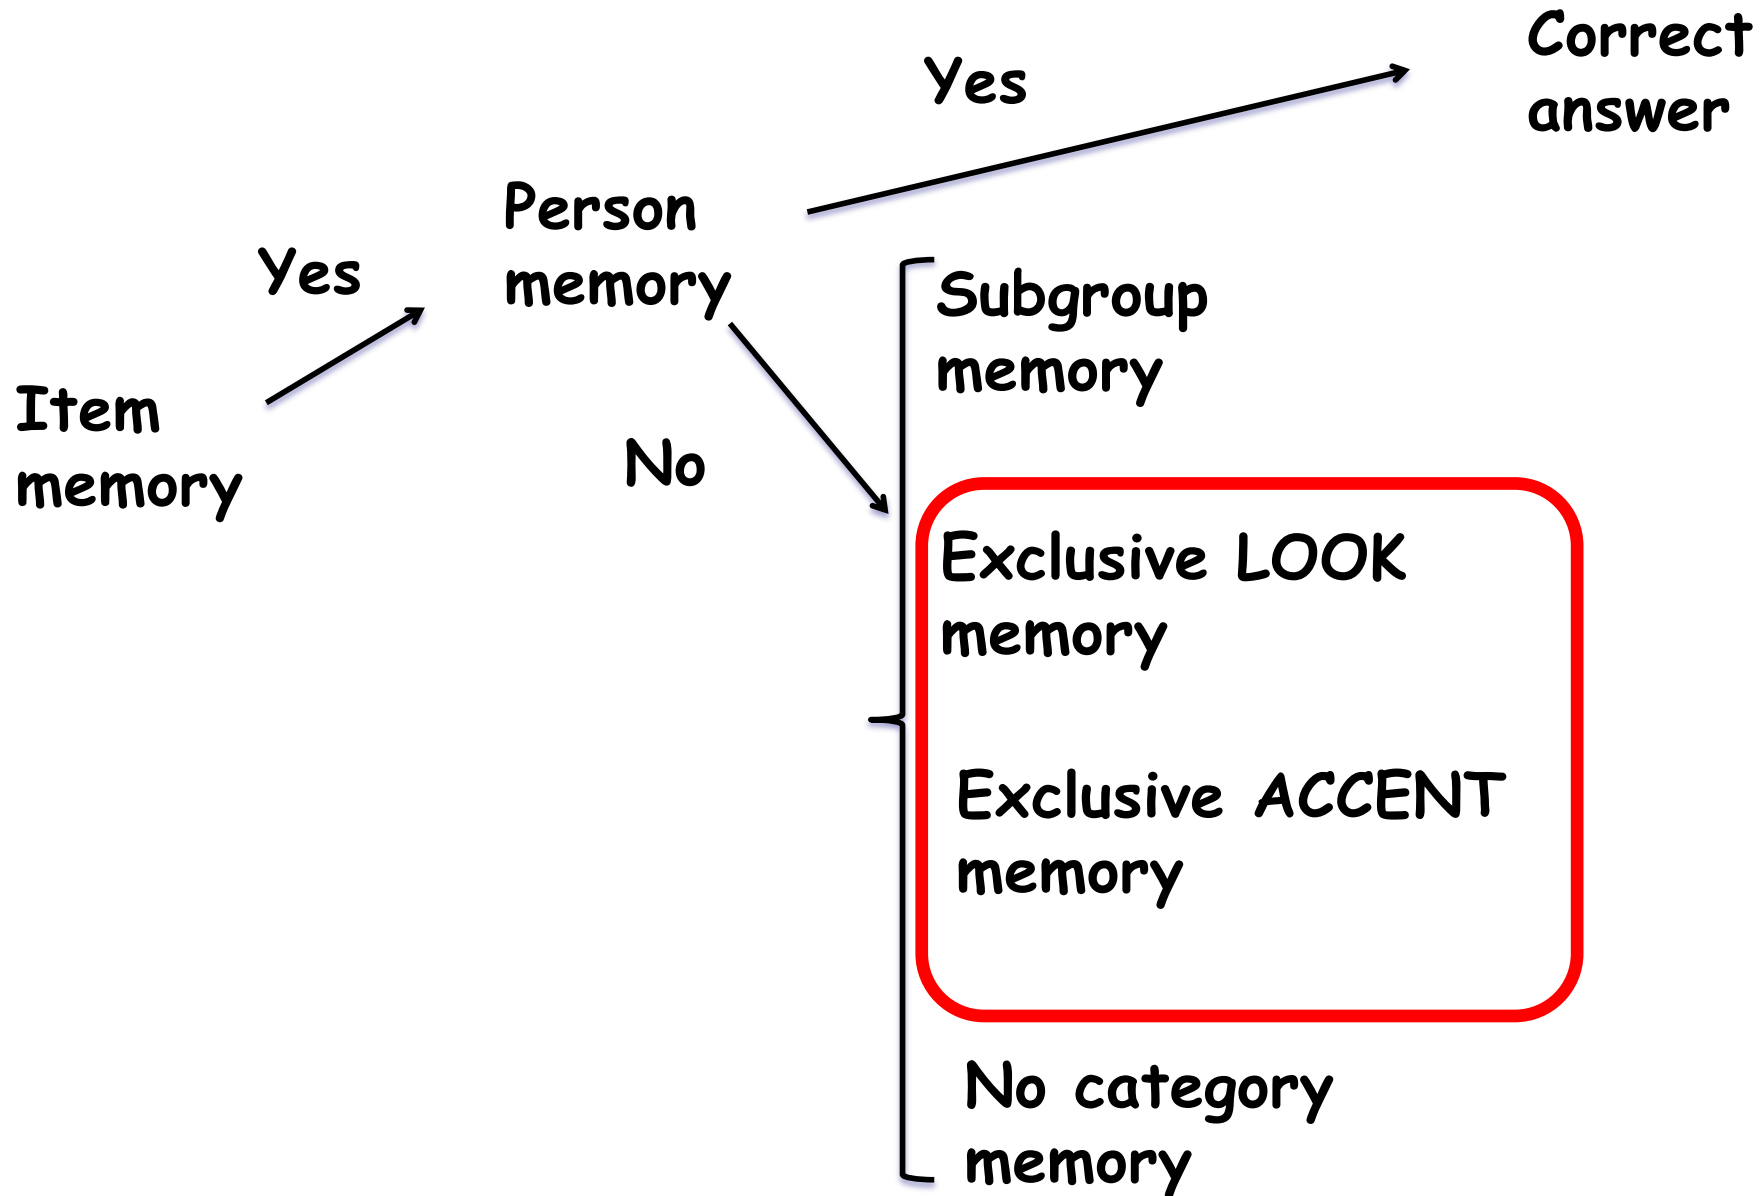 Correct
answer
Yes
Person
memory
Yes
Subgroup
memory
Item
memory
No
Exclusive LOOK
memory
Exclusive ACCENT
memory
No category
memory